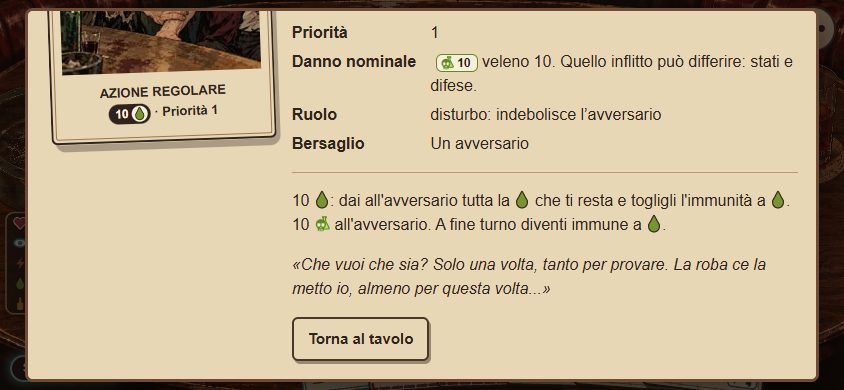 AZIONE REGOLARE
10 · Priorità 1
Priorità 1
Danno nominale 10 veleno 10. Quello inflitto può differire: stati e
difese.
Ruolo disturbo: indebolisce l'avversario
Bersaglio Un avversario
10 : dai all'avversario tutta la che ti resta e togligli l'immunità a .
10 all'avversario. A fine turno diventi immune a .
«Che vuoi che sia? Solo una volta, tanto per provare. La roba ce la
metto io, almeno per questa volta...»
Torna al tavolo